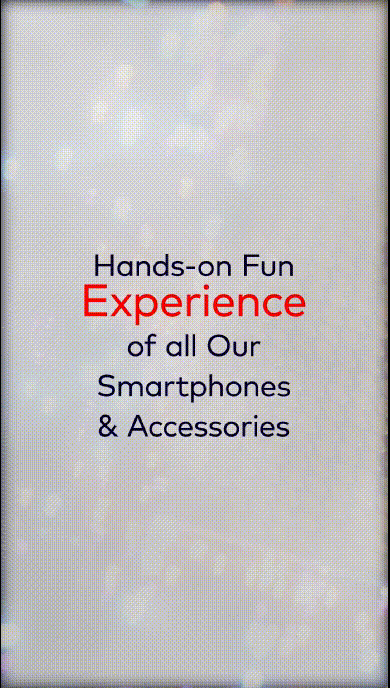 Hands-on Fun
Experience
of all Our
Smartphones
& Accessories